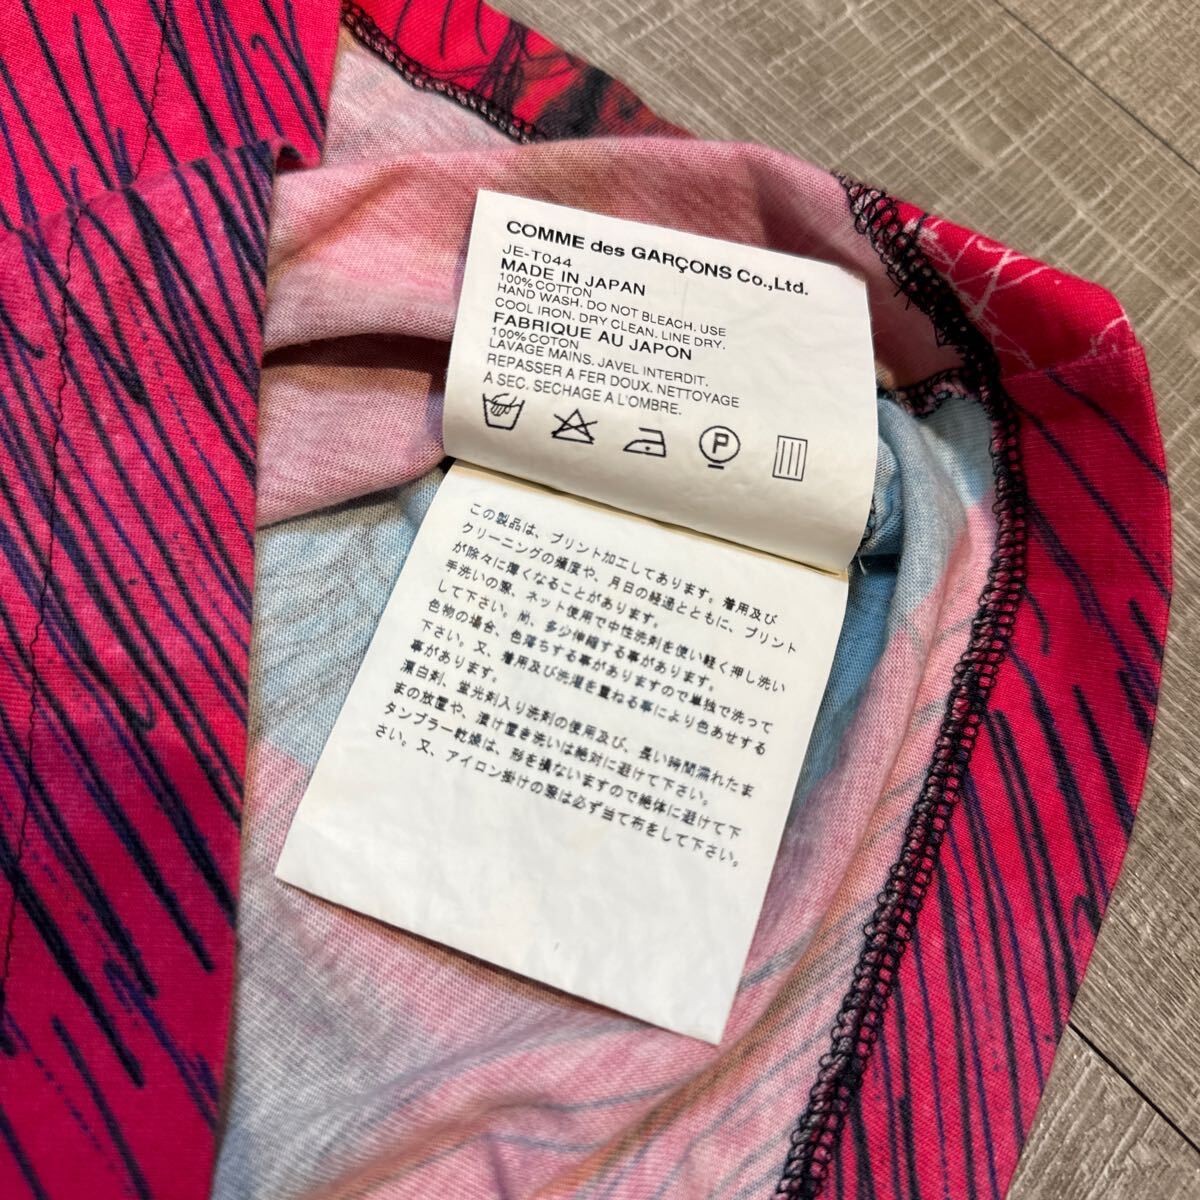 COMME des GARÇONS Co.,Ltd.
JE-T044
MADE IN JAPAN
100% COTTON
HAND WASH. DO NOT BLEACH. USE
COOL IRON. DRY CLEAN. LINE DRY.
FABRIQUE AU JAPON
100% COTON
LAVAGE MAINS. JAVEL INTERDIT.
REPASSER A FER DOUX. NETTOYAGE
Á SEC. SECHAGE A L'OMBRE.
P
この製品は、プリント加工してあります。着用及び
クリーニングの頻度や、月日の経過とともに、プリント
が除々に薄くなることがあります。
手洗いの際、ネット使用で中性洗剤を使い軽く押し洗い
して下さい。尚、多少伸縮する事があります。
色物の場合、色落ちする事がありますので単独で洗って
下さい。又、着用及び洗濯を重ねる事により色あせする
事があります。
漂白剤、蛍光剤入り洗剤の使用及び、長い時間濡れたま
まの放置や、漬け置き洗いは絶対に避けて下さい。
タンブラー乾燥は、形を損ないますので絶体に避けて下
さい。又、アイロン掛けの際は必ず当て布をして下さい。